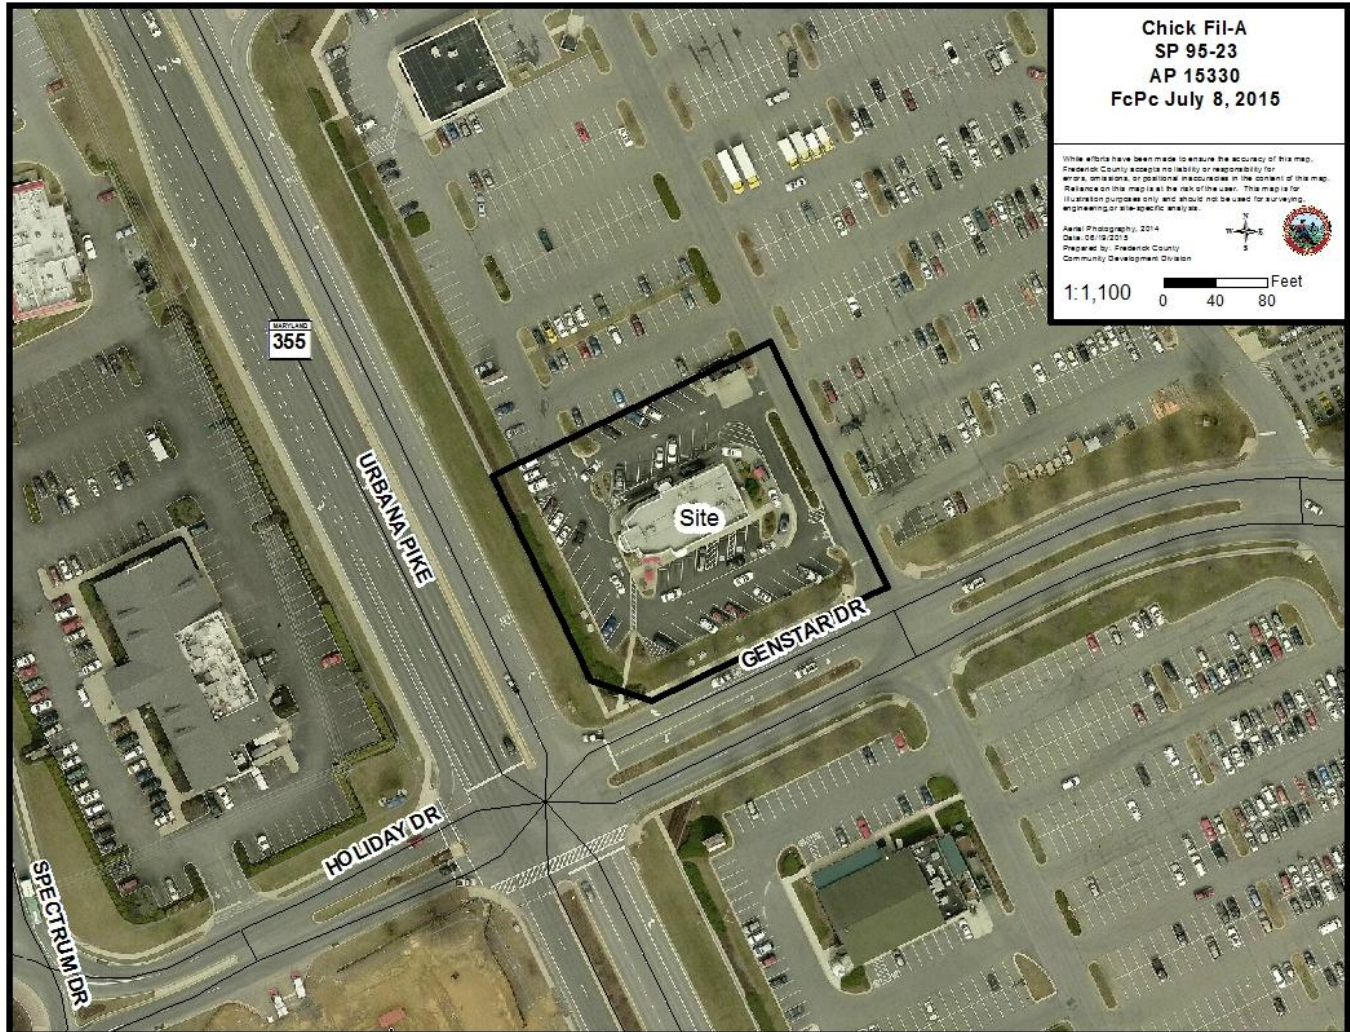 Chick Fil-A
SP 95-23
AP 15330
FcPc July 8, 2015
While efforts have been made to ensure the accuracy of this map,
Frederick County accepts no liability or responsibility for
errors, omissions, or positional inaccuracies in the content of this map.
Reliance on this map is at the risk of the user. This map is for
illustration purposes only and should not be used for surveying,
engineering, or site-specific analysis.
Aerial Photography, 2014
Date: 06/19/2015
Prepared by: Frederick County
Community Development Division
N
W E
S
1:1,100
Feet
0 40 80
MARYLAND
355
URBANA PIKE
Site
GENSTAR DR
HOLIDAY DR
SPECTRUM DR